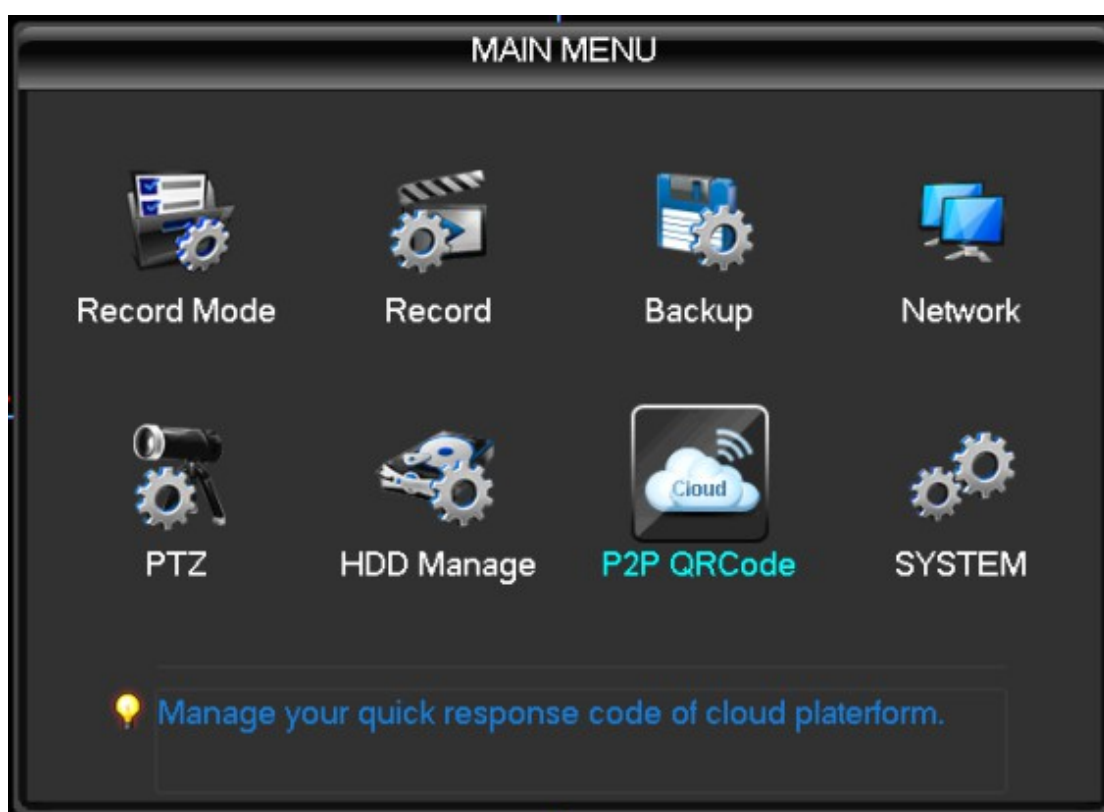 MAIN MENU
Record Mode Record Backup Network
Cloud
PTZ HDD Manage P2P QRCode SYSTEM
Manage your quick response code of cloud platerform.